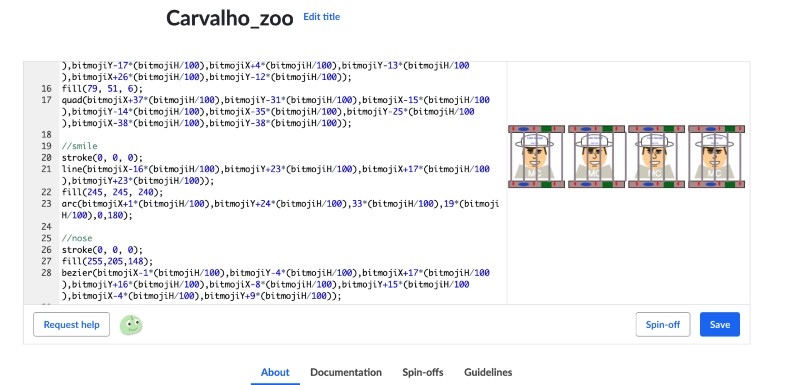 Carvalho_zoo Edit title
),bitmojiY-17*(bitmojiH/100),bitmojiX+4*(bitmojiH/100),bitmojiY-13*(bitmojiH/100
),bitmojiX+26*(bitmojiH/100),bitmojiY-12*(bitmojiH/100));
16 fill(79, 51, 6);
17 quad(bitmojiX+37*(bitmojiH/100),bitmojiY-31*(bitmojiH/100),bitmojiX-15*(bitmojiH/100
),bitmojiY-14*(bitmojiH/100),bitmojiX-35*(bitmojiH/100),bitmojiY-25*(bitmojiH/100
),bitmojiX-38*(bitmojiH/100),bitmojiY-38*(bitmojiH/100));
18
19 //smile
20 stroke(0, 0, 0);
21 line(bitmojiX-16*(bitmojiH/100),bitmojiY+23*(bitmojiH/100),bitmojiX+17*(bitmojiH/100
),bitmojiY+23*(bitmojiH/100));
22 fill(245, 245, 240);
23 arc(bitmojiX+1*(bitmojiH/100),bitmojiY+24*(bitmojiH/100),33*(bitmojiH/100),19*(bitmoji
H/100),0,180);
24
25 //nose
26 stroke(0, 0, 0);
27 fill(255,205,148);
28 bezier(bitmojiX-1*(bitmojiH/100),bitmojiY-4*(bitmojiH/100),bitmojiX+17*(bitmojiH/100
),bitmojiY+16*(bitmojiH/100),bitmojiX-8*(bitmojiH/100),bitmojiY+15*(bitmojiH/100
),bitmojiX-4*(bitmojiH/100),bitmojiY+9*(bitmojiH/100));
Request help Spin-off Save
About Documentation Spin-offs Guidelines